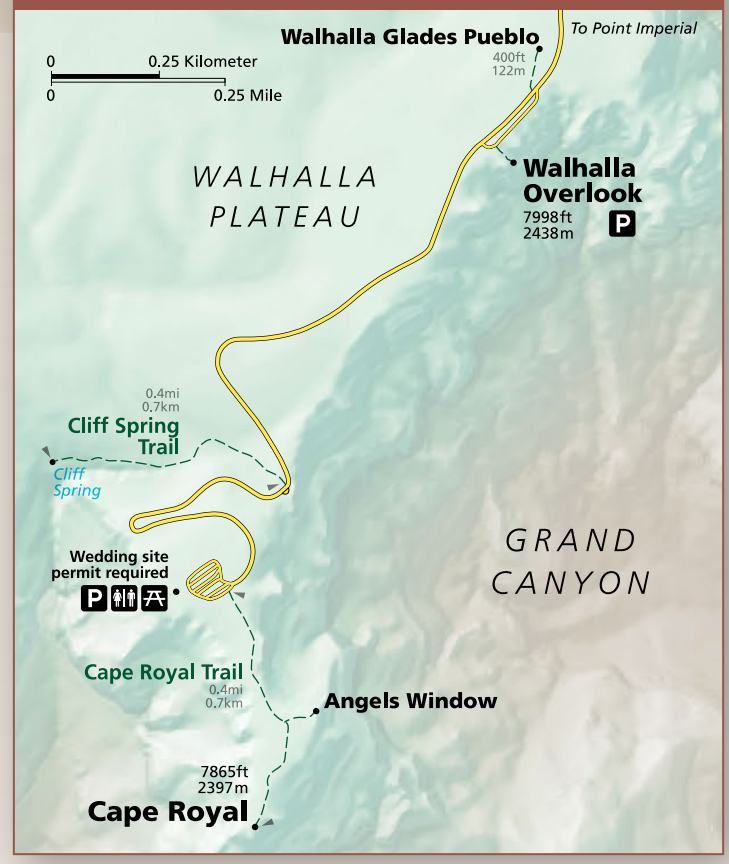 To Point Imperial
Walhalla Glades Pueblo
400ft
122m
0 0.25 Kilometer
0 0.25 Mile
WALHALLA
PLATEAU
Walhalla
Overlook
7998ft
2438m
P
0.4mi
0.7km
Cliff Spring
Trail
Cliff
Spring
GRAND
CANYON
Wedding site
permit required
P
Cape Royal Trail
0.4mi
0.7km
Angels Window
7865ft
2397m
Cape Royal